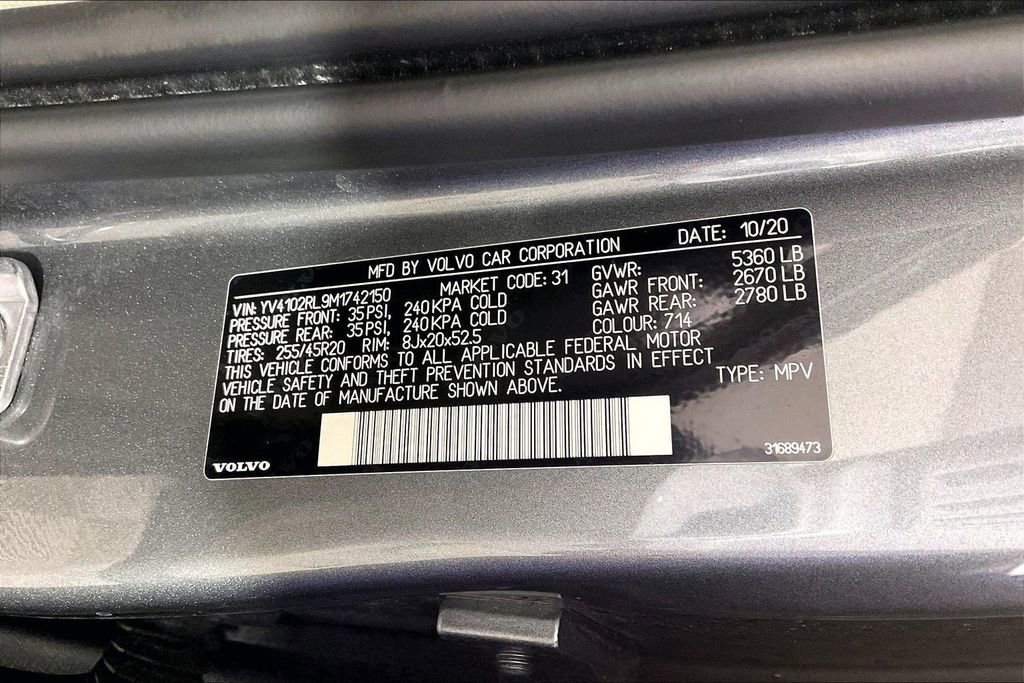 MFD BY VOLVO CAR CORPORATION DATE: 10/20
VIN: YV4102RL9M1742150 MARKET CODE: 31 GVWR: 5360 LB
PRESSURE FRONT: 35PSI, 240KPA COLD GAWR FRONT: 2670 LB
PRESSURE REAR: 35PSI, 240KPA COLD GAWR REAR: 2780 LB
TIRES: 255/45R20 RIM: 8Jx20x52.5 COLOUR: 714
THIS VEHICLE CONFORMS TO ALL APPLICABLE FEDERAL MOTOR
VEHICLE SAFETY AND THEFT PREVENTION STANDARDS IN EFFECT
ON THE DATE OF MANUFACTURE SHOWN ABOVE. TYPE: MPV
VOLVO 31689473